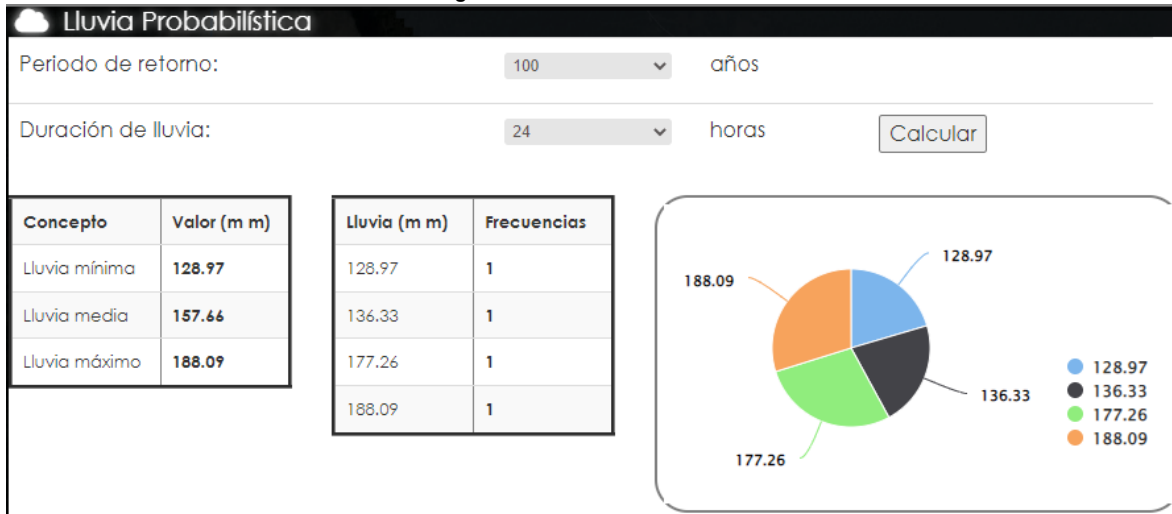 Lluvia Probabilística
Periodo de retorno: 100 años
Duración de lluvia: 24 horas Calcular
Concepto Valor (m m)
Lluvia mínima 128.97
Lluvia media 157.66
Lluvia máximo 188.09
Lluvia (m m) Frecuencias
128.97 1
136.33 1
177.26 1
188.09 1
128.97
188.09
136.33
177.26
128.97
136.33
177.26
188.09